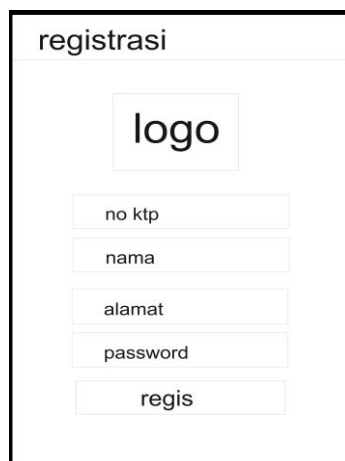 registrasi
logo
no ktp
nama
alamat
password
regis